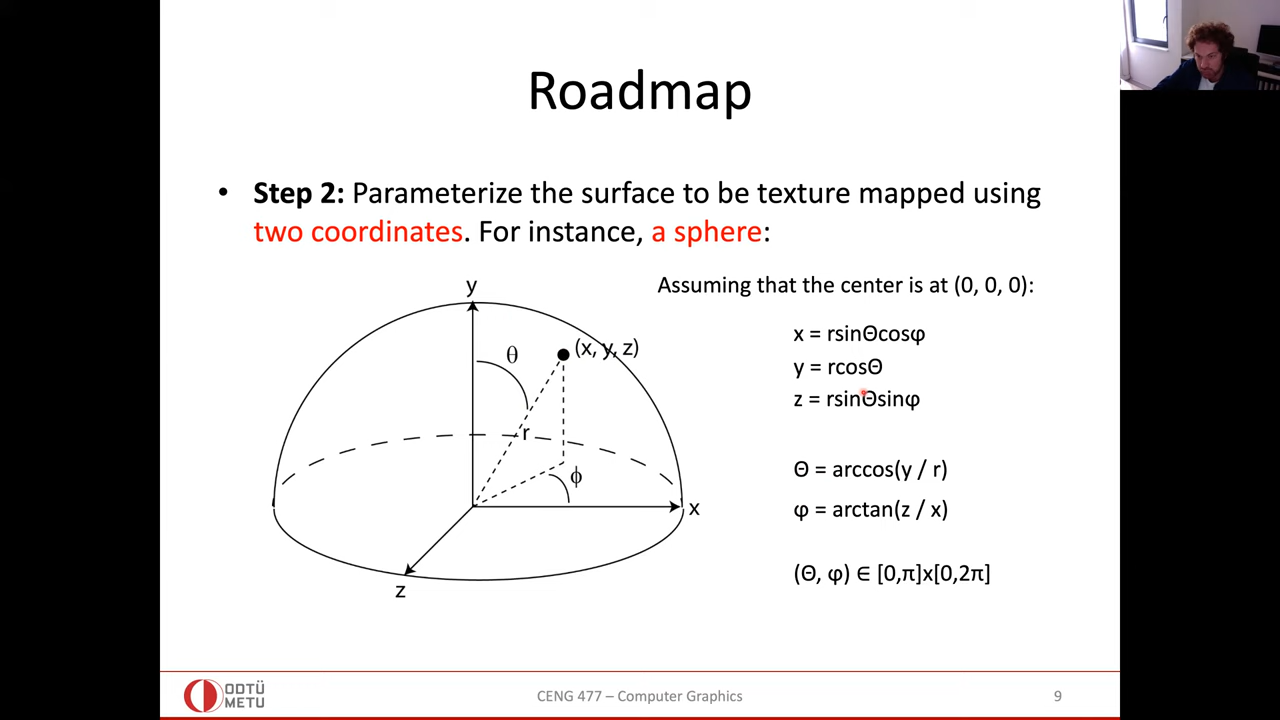 Roadmap
• Step 2: Parameterize the surface to be texture mapped using
two coordinates. For instance, a sphere:
Assuming that the center is at (0, 0, 0):
x = rsinΘcosφ
y = rcosΘ
z = rsinΘsinφ
Θ = arccos(y / r)
φ = arctan(z / x)
(Θ, φ) ∈ [0,π]x[0,2π]
y
θ
(x, y, z)
r
ϕ
x
z
ODTÜ
METU
CENG 477 – Computer Graphics
9